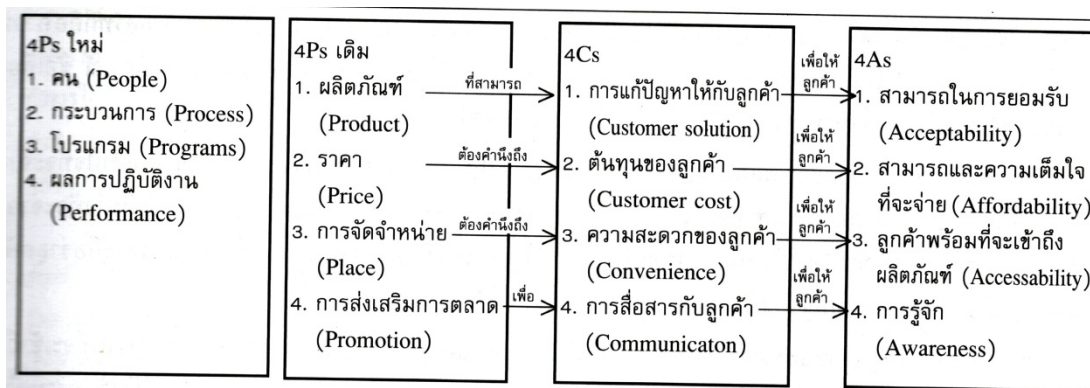 4Ps ใหม่
1. คน (People)
2. กระบวนการ (Process)
3. โปรแกรม (Programs)
4. ผลการปฏิบัติงาน
(Performance)
4Ps เดิม
1. ผลิตภัณฑ์
(Product)
2. ราคา
(Price)
3. การจัดจำหน่าย
(Place)
4. การส่งเสริมการตลาด
(Promotion)
ที่สามารถ
ต้องคำนึงถึง
ต้องคำนึงถึง
เพื่อ
4Cs
1. การแก้ปัญหาให้กับลูกค้า
(Customer solution)
2. ต้นทุนของลูกค้า
(Customer cost)
3. ความสะดวกของลูกค้า
(Convenience)
4. การสื่อสารกับลูกค้า
(Communicaton)
เพื่อให้
ลูกค้า
เพื่อให้
ลูกค้า
เพื่อให้
ลูกค้า
เพื่อให้
ลูกค้า
4As
1. สามารถในการยอมรับ
(Acceptability)
2. สามารถและความเต็มใจ
ที่จะจ่าย (Affordability)
3. ลูกค้าพร้อมที่จะเข้าถึง
ผลิตภัณฑ์ (Accessability)
4. การรู้จัก
(Awareness)